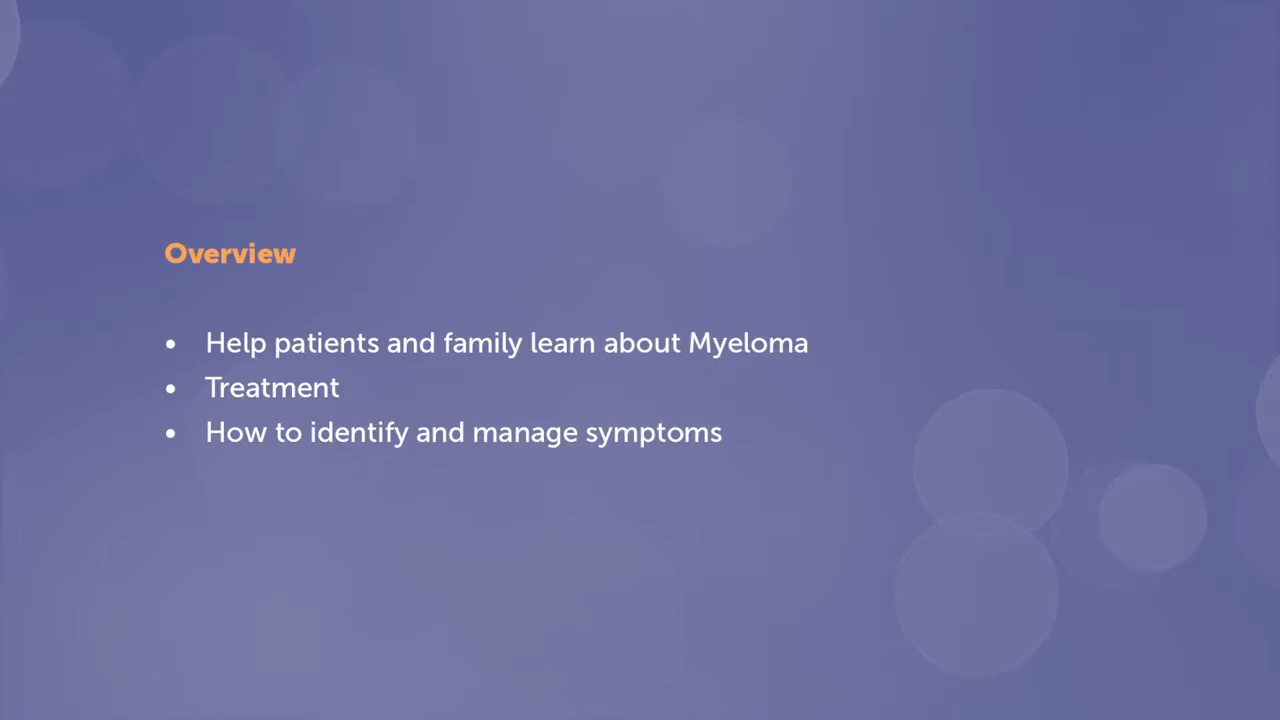 Overview
• Help patients and family learn about Myeloma
• Treatment
• How to identify and manage symptoms